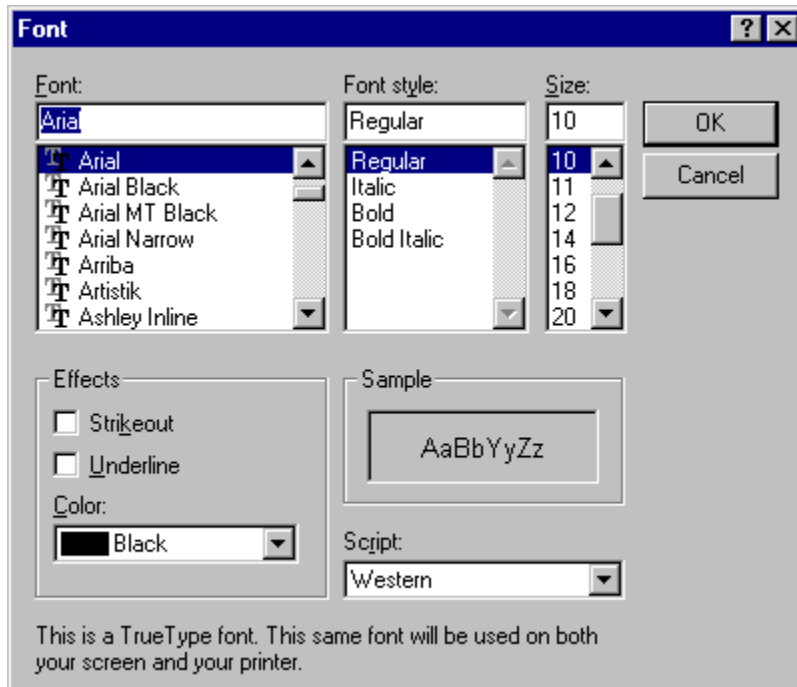 Font
Font:
Arial
Arial
Arial Black
Arial MT Black
Arial Narrow
Arriba
Artistik
Ashley Inline
Font style:
Regular
Regular
Italic
Bold
Bold Italic
Size:
10
10
11
12
14
16
18
20
OK
Cancel
Effects
Strikeout
Underline
Color:
Black
Sample
AaBbYyZz
Script:
Western
This is a TrueType font. This same font will be used on both
your screen and your printer.